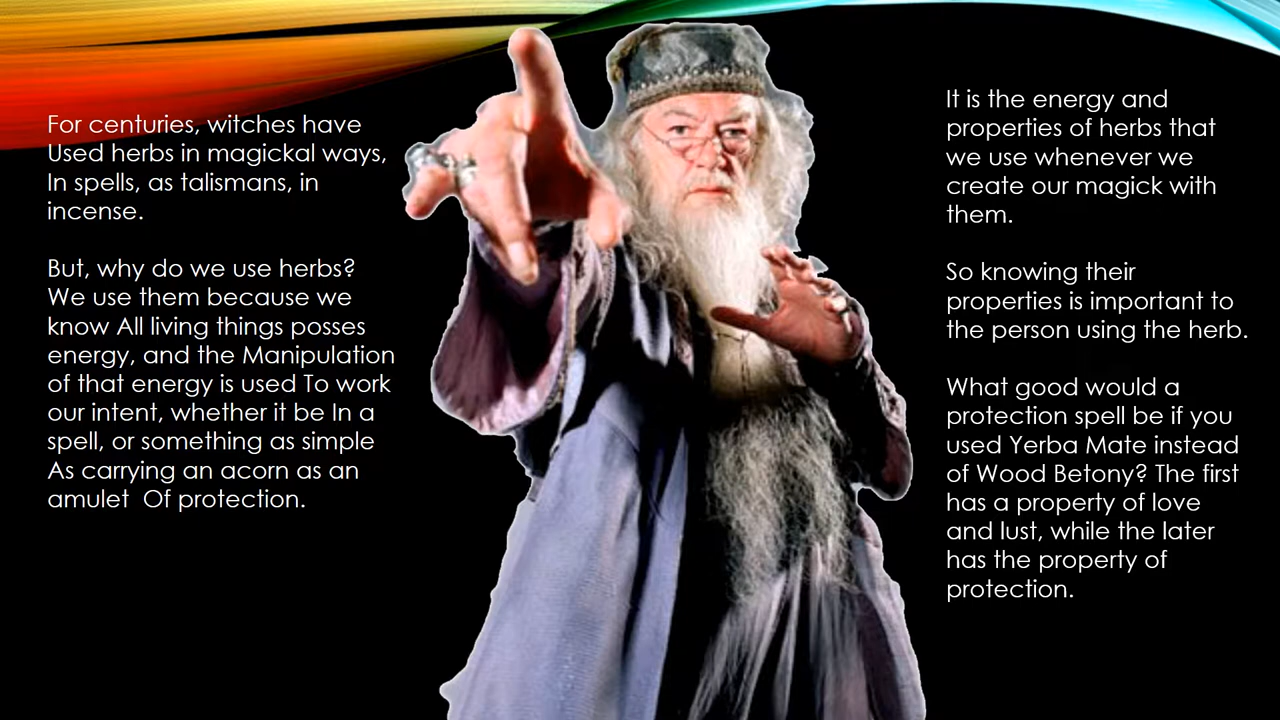 For centuries, witches have
Used herbs in magickal ways,
In spells, as talismans, in
incense.
But, why do we use herbs?
We use them because we
know All living things posses
energy, and the Manipulation
of that energy is used To work
our intent, whether it be In a
spell, or something as simple
As carrying an acorn as an
amulet  Of protection.
It is the energy and
properties of herbs that
we use whenever we
create our magick with
them.
So knowing their
properties is important to
the person using the herb.
What good would a
protection spell be if you
used Yerba Mate instead
of Wood Betony? The first
has a property of love
and lust, while the later
has the property of
protection.